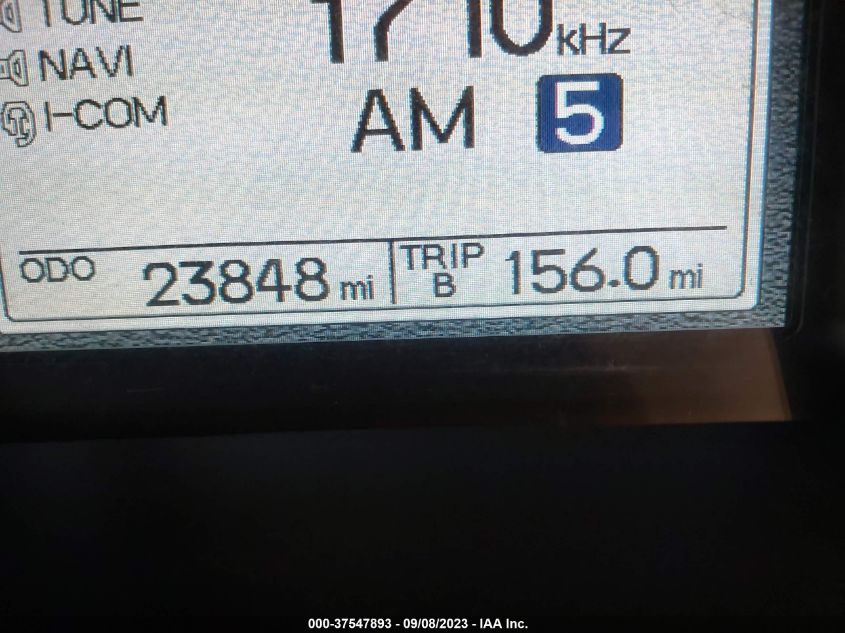 TUNE
1710 kHz
NAVI
I-COM
AM 5
ODO 23848 mi TRIP B 156.0 mi
000-37547893 - 09/08/2023 - IAA Inc.